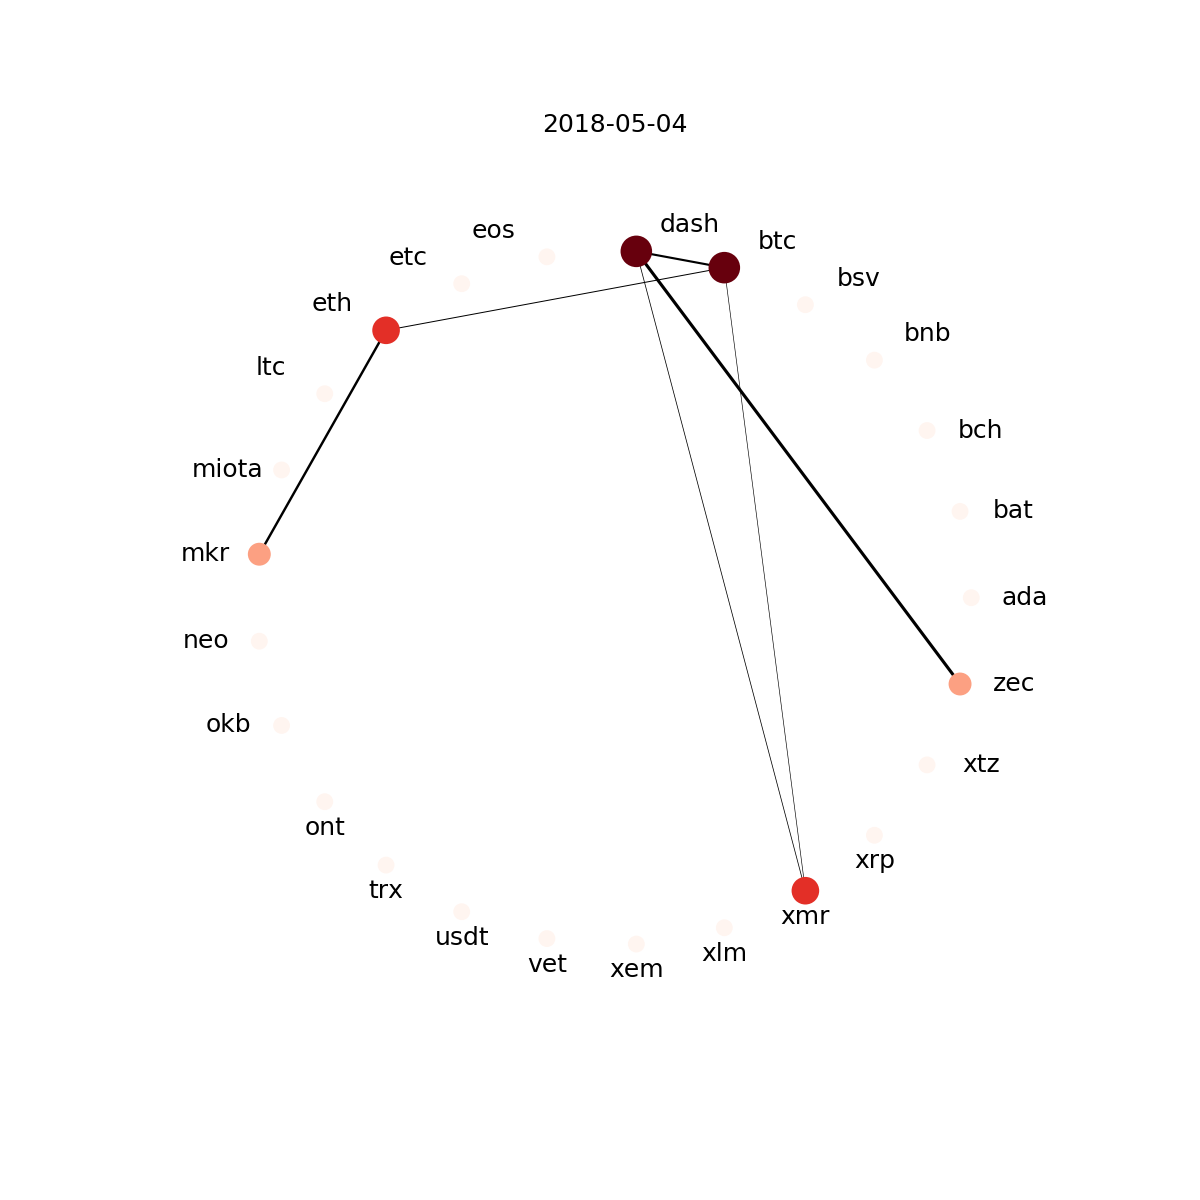 2018-05-04
dash
eos
btc
etc
bsv
eth
bnb
ltc
bch
miota
bat
mkr
ada
neo
zec
okb
xtz
ont
xrp
trx
xmr
usdt
xlm
vet
xem